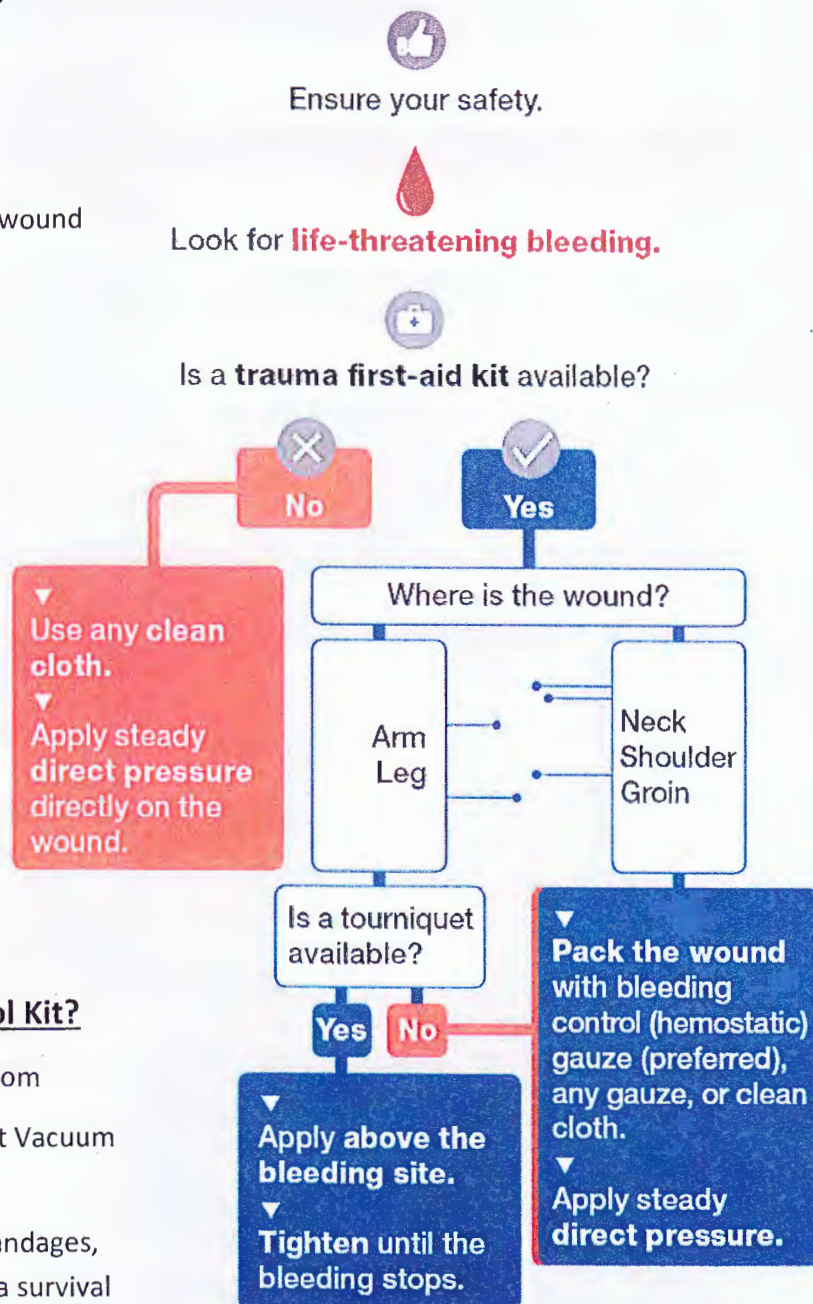 Ensure your safety.
wound
Look for life-threatening bleeding.
Is a trauma first-aid kit available?
No
Yes
Use any clean
cloth.
Apply steady
direct pressure
directly on the
wound.
Where is the wound?
Arm
Leg
Neck
Shoulder
Groin
Is a tourniquet
available?
Yes
No
Apply above the
bleeding site.
Tighten until the
bleeding stops.
Pack the wound
with bleeding
control (hemostatic)
gauze (preferred),
any gauze, or clean
cloth.
Apply steady
direct pressure.
ol Kit?
om
t Vacuum
andages,
a survival